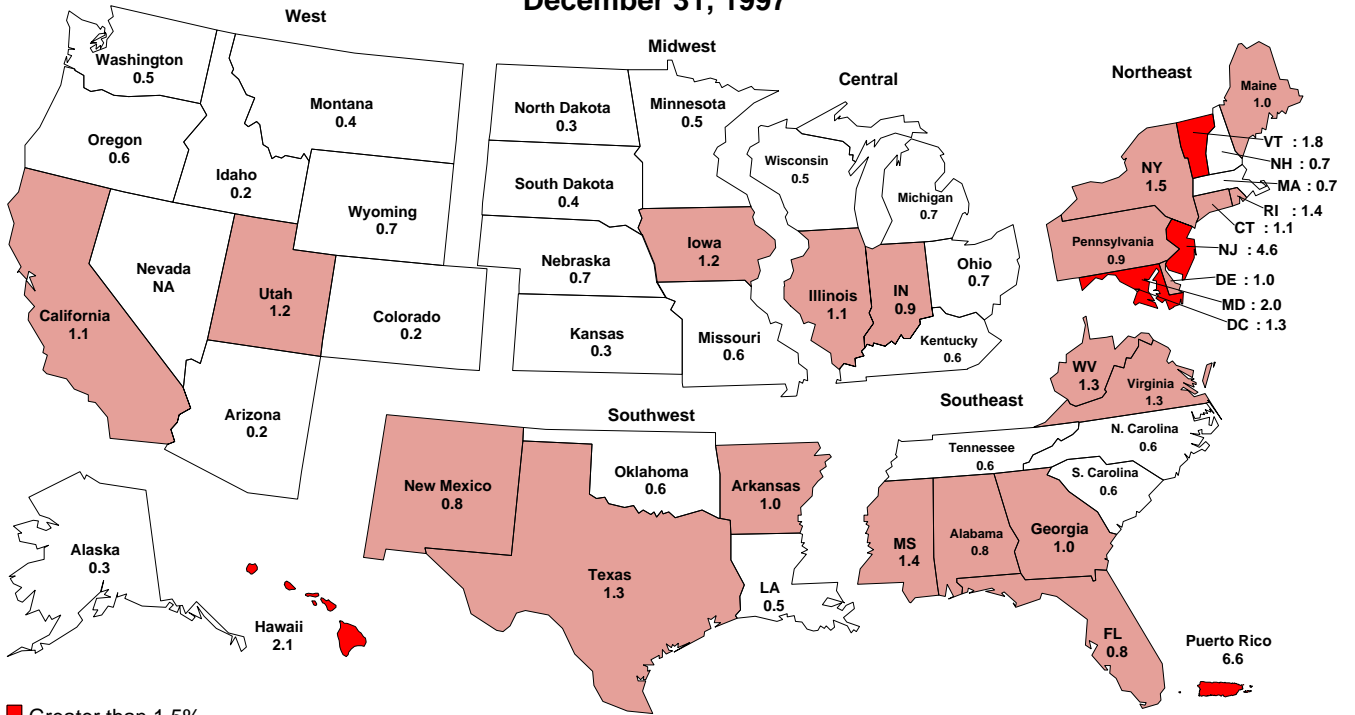 December 31, 1997
West
Midwest
Central
Northeast
Washington
0.5
Montana
0.4
Oregon
0.6
Idaho
0.2
Wyoming
0.7
Nevada
NA
Utah
1.2
Colorado
0.2
California
1.1
Arizona
0.2
Alaska
0.3
Hawaii
2.1
North Dakota
0.3
Minnesota
0.5
South Dakota
0.4
Nebraska
0.7
Iowa
1.2
Kansas
0.3
Missouri
0.6
Wisconsin
0.5
Michigan
0.7
Illinois
1.1
IN
0.9
Ohio
0.7
Kentucky
0.6
Maine
1.0
VT : 1.8
NH : 0.7
MA : 0.7
RI : 1.4
CT : 1.1
NJ : 4.6
DE : 1.0
MD : 2.0
DC : 1.3
NY
1.5
Pennsylvania
0.9
Southwest
New Mexico
0.8
Oklahoma
0.6
Arkansas
1.0
Texas
1.3
LA
0.5
Southeast
WV
1.3
Virginia
1.3
Tennessee
0.6
N. Carolina
0.6
S. Carolina
0.6
MS
1.4
Alabama
0.8
Georgia
1.0
FL
0.8
Puerto Rico
6.6
Greater than 1.5%